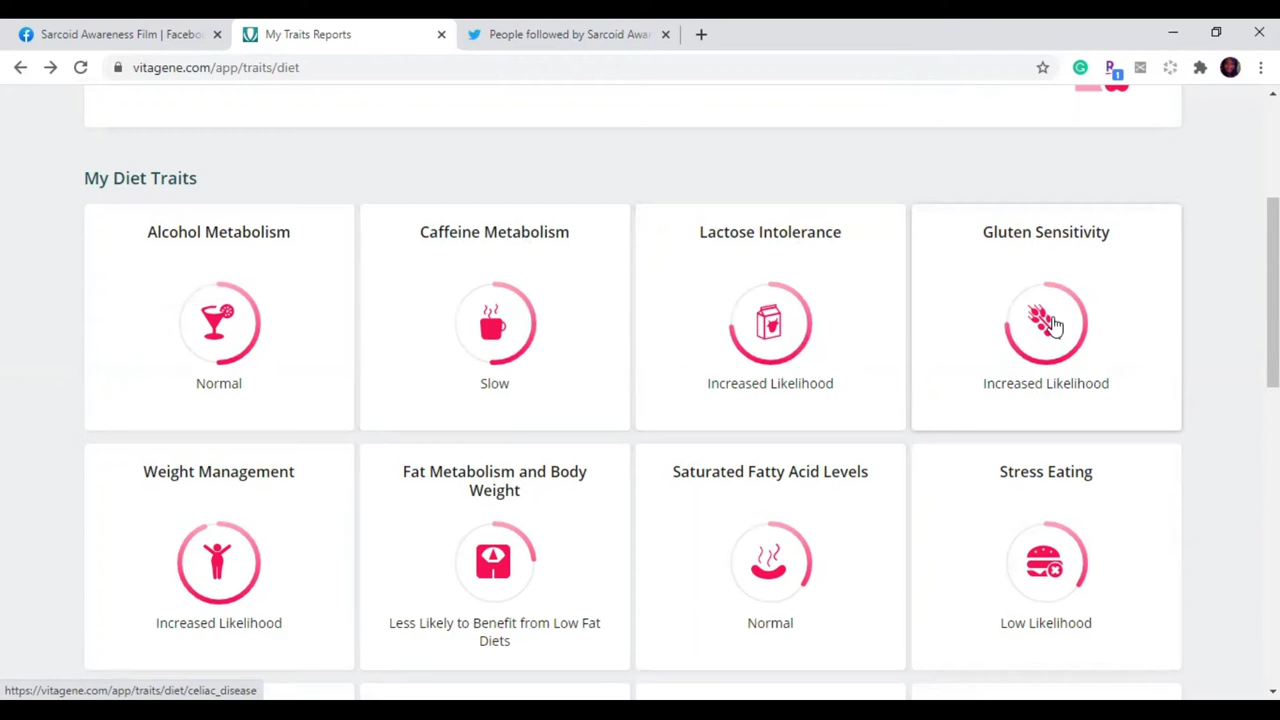 Sarcoid Awareness Film | Facebo
My Traits Reports
People followed by Sarcoid Awa
vitagene.com/app/traits/diet
1
My Diet Traits
Alcohol Metabolism
Normal
Caffeine Metabolism
Slow
Lactose Intolerance
Increased Likelihood
Gluten Sensitivity
Increased Likelihood
Weight Management
Increased Likelihood
Fat Metabolism and Body
Weight
Less Likely to Benefit from Low Fat
Diets
Saturated Fatty Acid Levels
Normal
Stress Eating
Low Likelihood
https://vitagene.com/app/traits/diet/celiac_disease